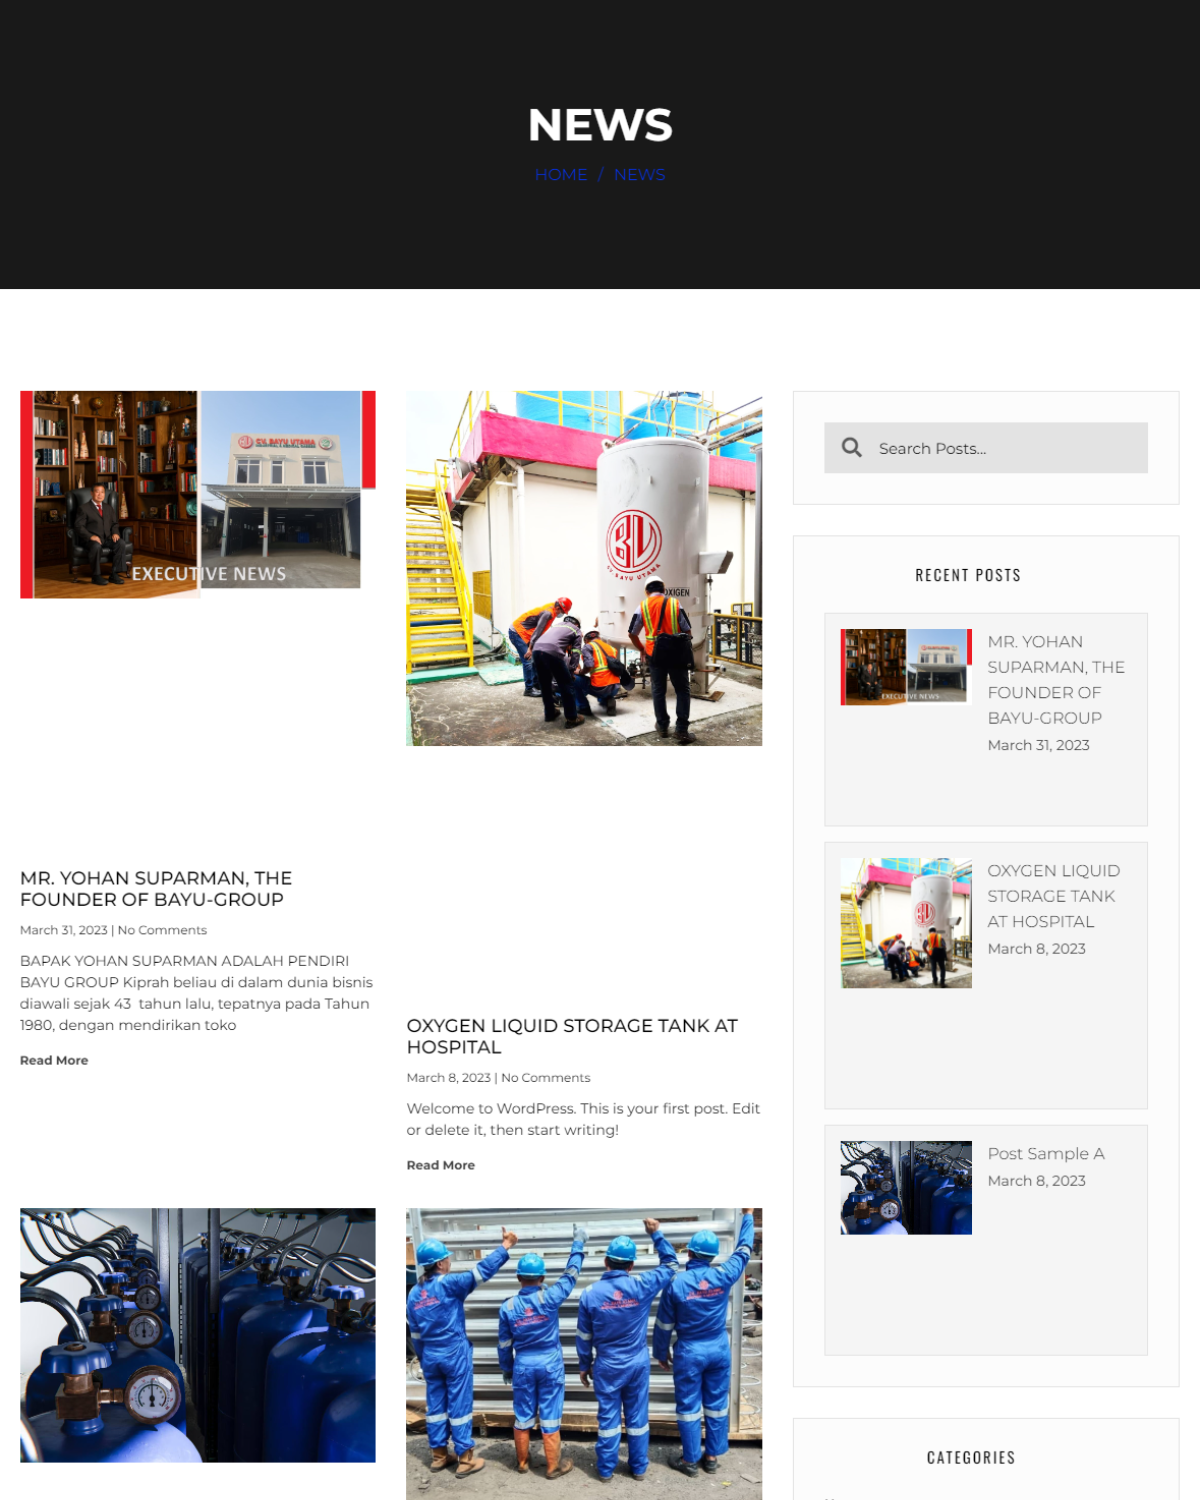 NEWS
HOME / NEWS
CV. BAYU UTAMA
EXECUTIVE NEWS
MR. YOHAN SUPARMAN, THE
FOUNDER OF BAYU-GROUP
March 31, 2023 | No Comments
BAPAK YOHAN SUPARMAN ADALAH PENDIRI
BAYU GROUP Kiprah beliau di dalam dunia bisnis
diawali sejak 43 tahun lalu, tepatnya pada Tahun
1980, dengan mendirikan toko
Read More
BU
CV BAYU UTAMA
OXIGEN
OXYGEN LIQUID STORAGE TANK AT
HOSPITAL
March 8, 2023 | No Comments
Welcome to WordPress. This is your first post. Edit
or delete it, then start writing!
Read More
Search Posts...
RECENT POSTS
EXECUTIVE NEWS
MR. YOHAN
SUPARMAN, THE
FOUNDER OF
BAYU-GROUP
March 31, 2023
OXYGEN LIQUID
STORAGE TANK
AT HOSPITAL
March 8, 2023
Post Sample A
March 8, 2023
CATEGORIES